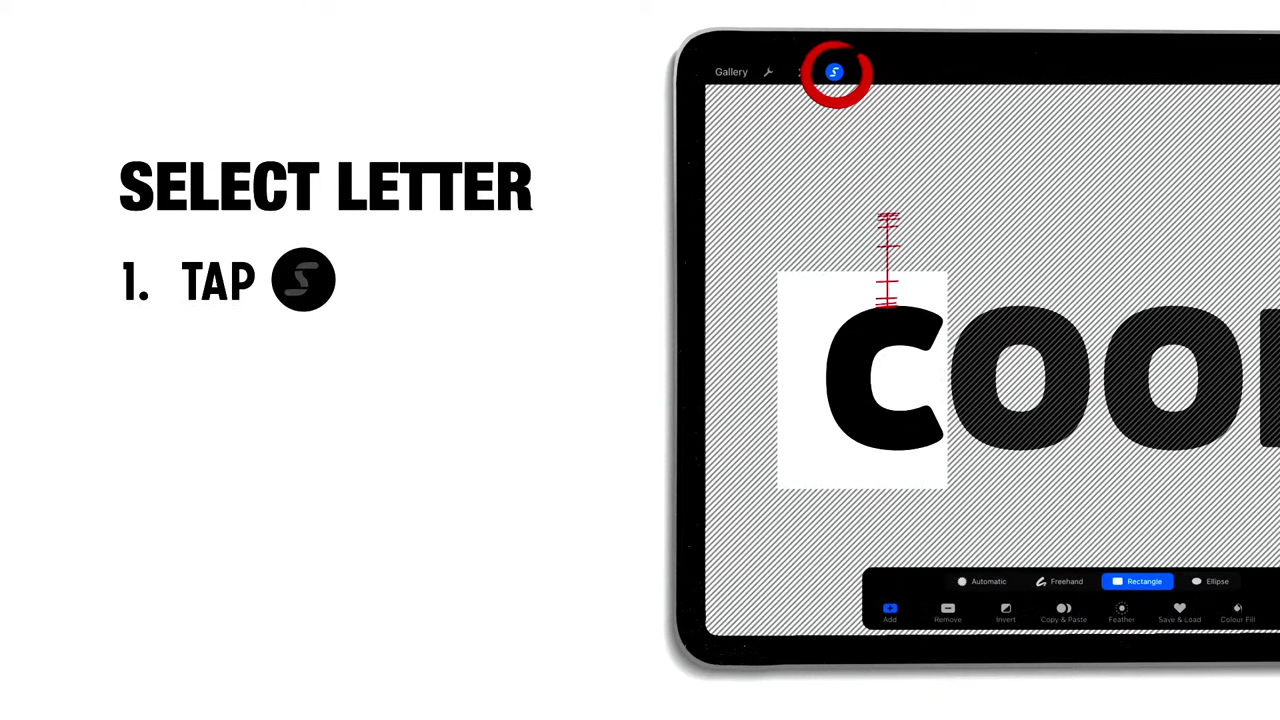 Gallery
SELECT LETTER
1. TAP S
COO
Automatic Freehand Rectangle Ellipse
Add Remove Invert Copy & Paste Feather Save & Load Colour Fill